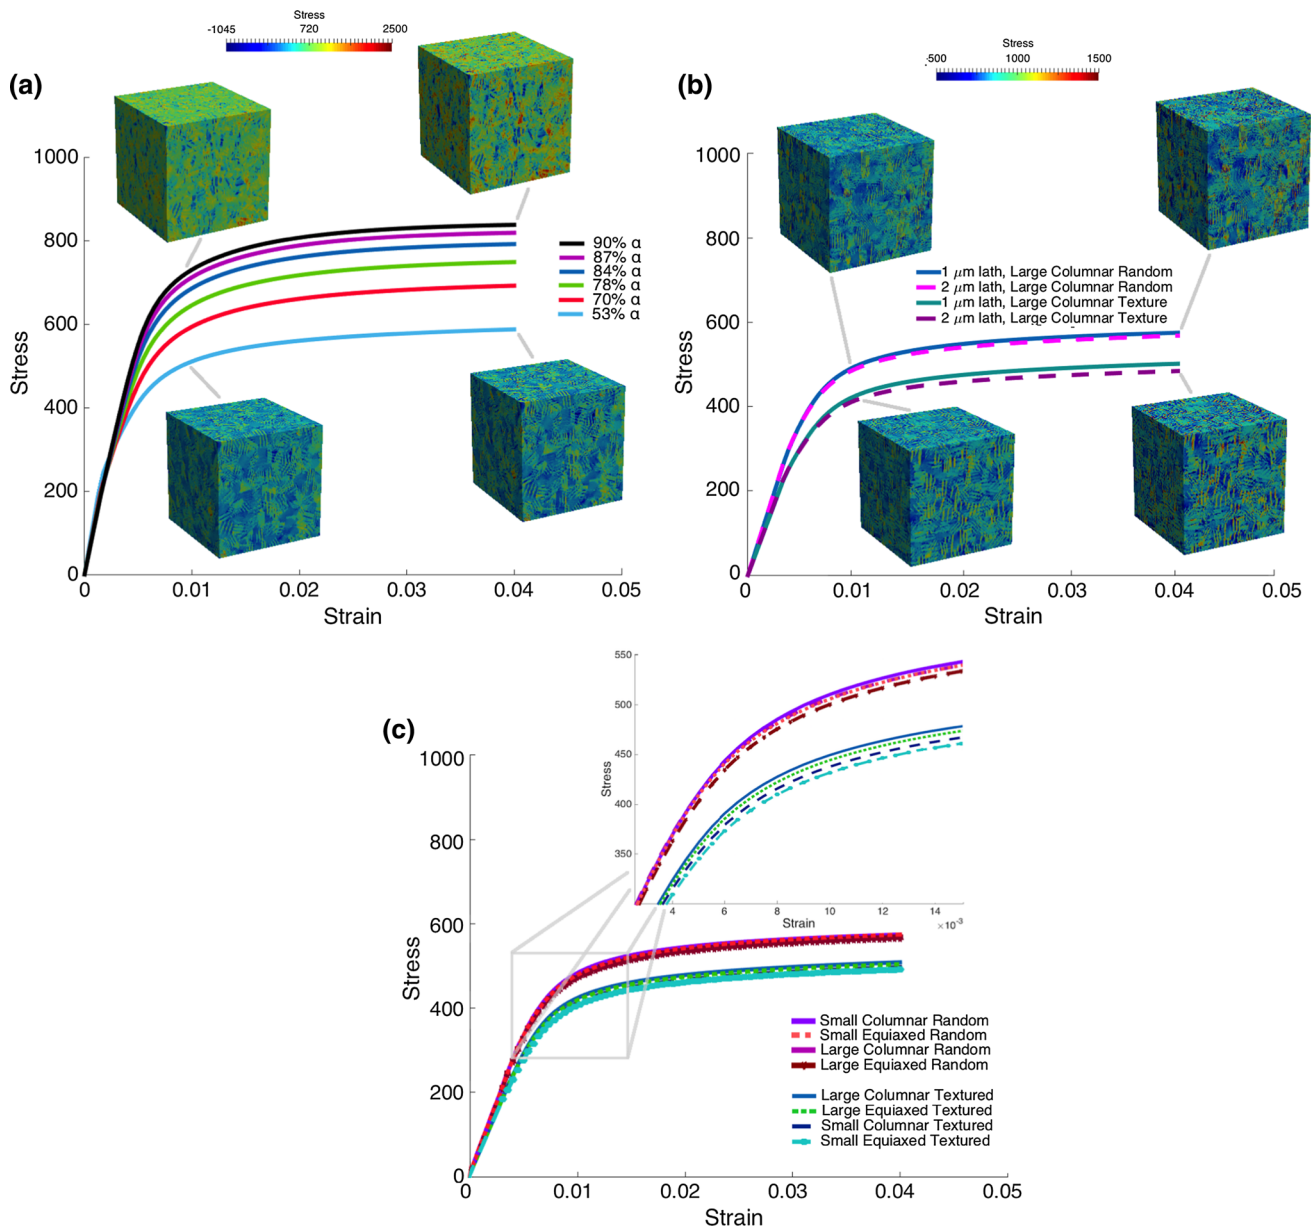 Stress
-1045 720 2500
(a)
1000
800
600
400
200
0
Stress
90% α
87% α
84% α
78% α
70% α
53% α
0 0.01 0.02 0.03 0.04 0.05
Strain
Stress
-500 1000 1500
(b)
1000
800
600
400
200
0
Stress
1 μm lath, Large Columnar Random
2 μm lath, Large Columnar Random
1 μm lath, Large Columnar Texture
2 μm lath, Large Columnar Texture
0 0.01 0.02 0.03 0.04 0.05
Strain
(c)
550
500
450
400
350
Stress
4 6 8 10 12 14
Strain
×10⁻³
1000
800
600
400
200
0
Stress
Small Columnar Random
Small Equiaxed Random
Large Columnar Random
Large Equiaxed Random
Large Columnar Textured
Large Equiaxed Textured
Small Columnar Textured
Small Equiaxed Textured
0 0.01 0.02 0.03 0.04 0.05
Strain